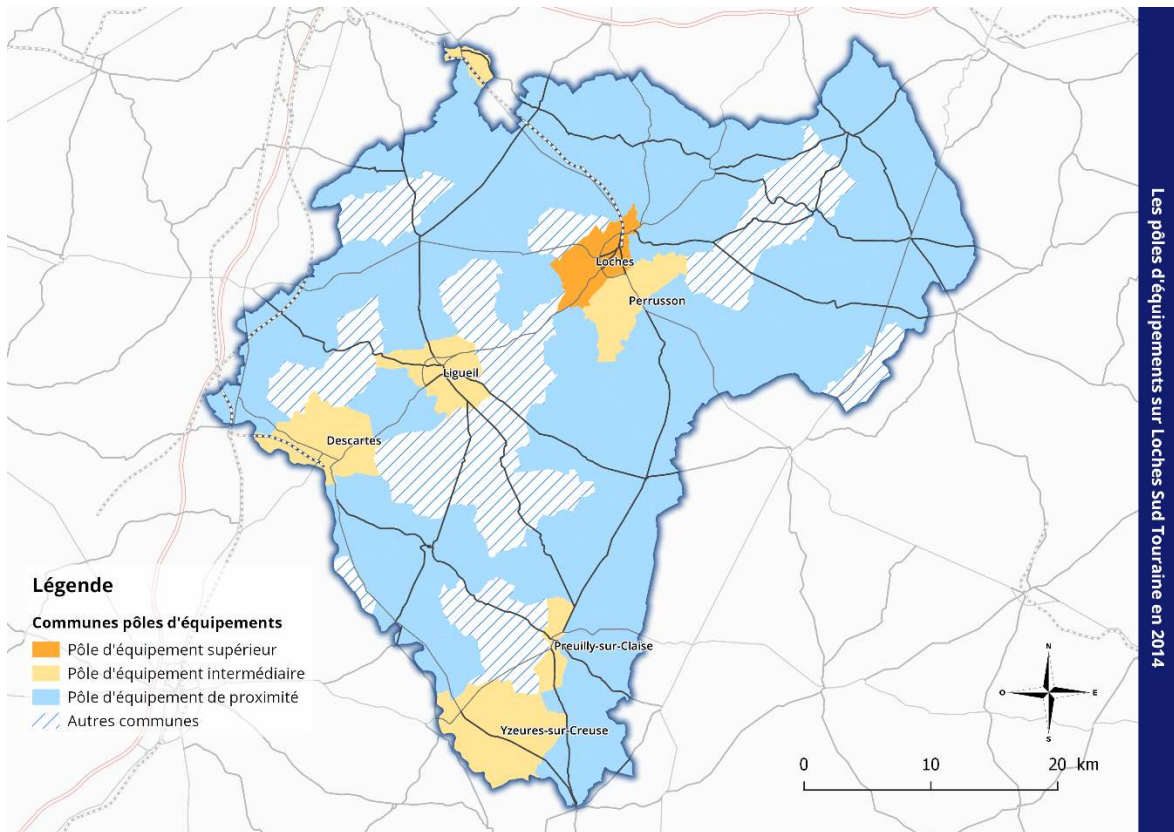 Les pôles d'équipements sur Loches Sud Touraine en 2014
Loches
Perrusson
Ligueil
Descartes
Preuilly-sur-Claise
Yzeures-sur-Creuse
Légende
Communes pôles d'équipements
Pôle d'équipement supérieur
Pôle d'équipement intermédiaire
Pôle d'équipement de proximité
Autres communes
N
O E
S
0 10 20 km